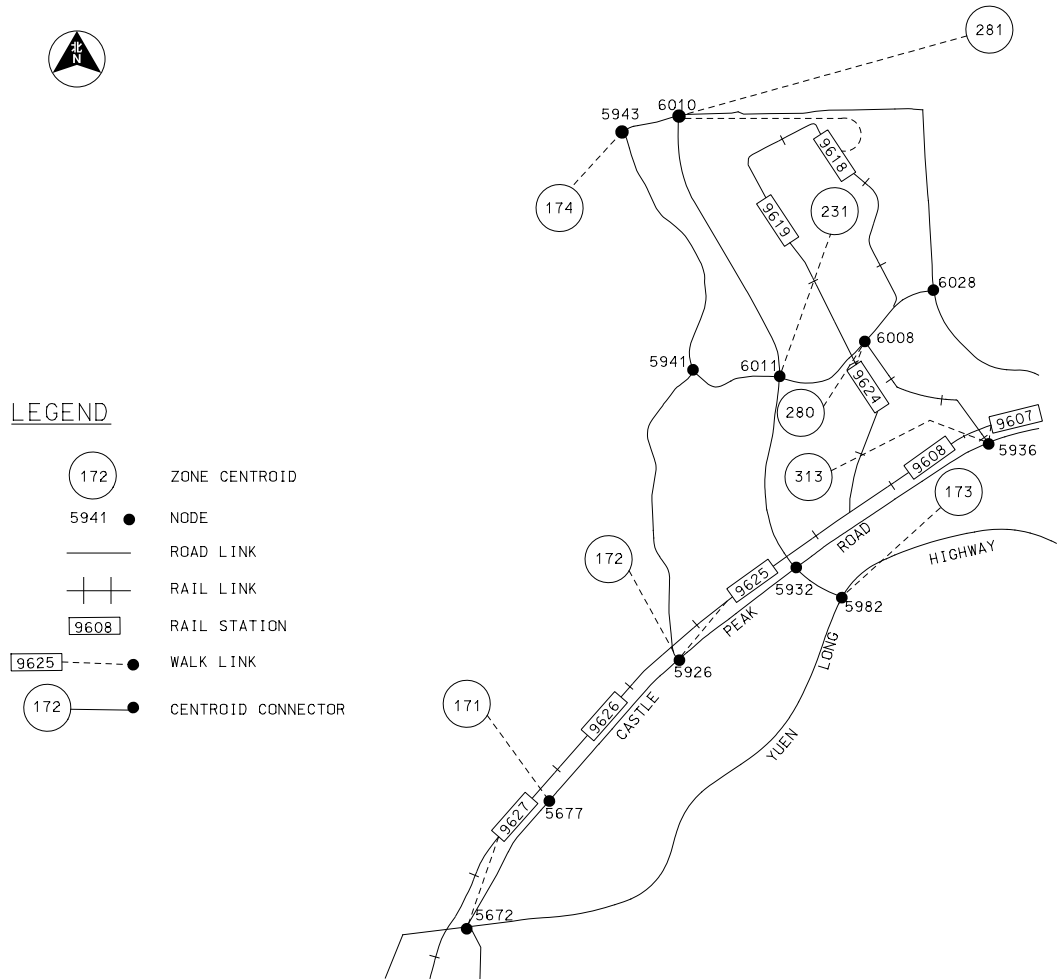 北
N
281
5943
6010
9618
174
231
9619
6028
6008
5941
6011
9624
280
9607
5936
9608
313
173
ROAD
HIGHWAY
172
9625
5932
5982
PEAK
LONG
5926
171
9626
CASTLE
YUEN
9627
5677
5672
LEGEND
172 ZONE CENTROID
5941 NODE
ROAD LINK
RAIL LINK
9608 RAIL STATION
9625 WALK LINK
172 CENTROID CONNECTOR